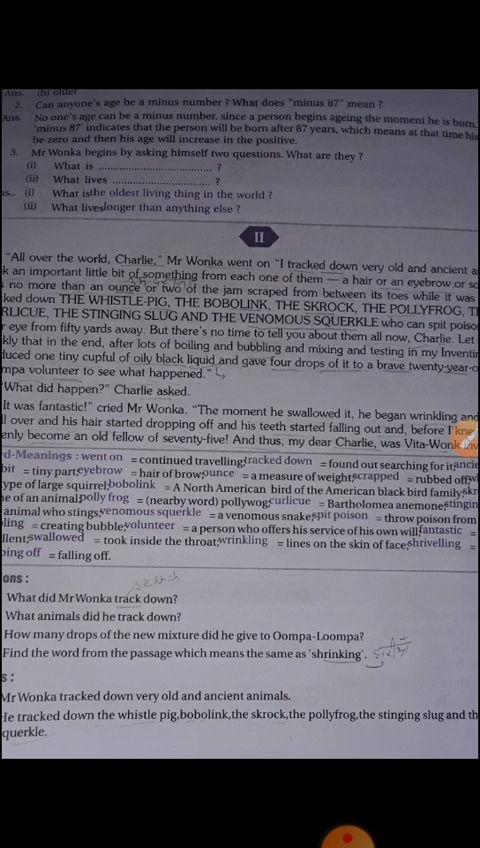 Ans. (b) older
2. Can anyone's age be a minus number ? What does "minus 87" mean ?
Ans. No one's age can be a minus number, since a person begins ageing the moment he is born.
'minus 87' indicates that the person will be born after 87 years, which means at that time his
be zero and then his age will increase in the positive.
3. Mr Wonka begins by asking himself two questions. What are they ?
(i) What is ...................................... ?
(ii) What lives ................................. ?
ns.. (i) What isthe oldest living thing in the world ?
(ii) What liveslonger than anything else ?
II
"All over the world, Charlie," Mr Wonka went on "I tracked down very old and ancient a
k an important little bit of something from each one of them — a hair or an eyebrow or so
no more than an ounce or two of the jam scraped from between its toes while it was
ked down THE WHISTLE-PIG, THE BOBOLINK, THE SKROCK, THE POLLYFROG, T
RLICUE, THE STINGING SLUG AND THE VENOMOUS SQUERKLE who can spit poiso
r eye from fifty yards away. But there's no time to tell you about them all now, Charlie. Let
kly that in the end, after lots of boiling and bubbling and mixing and testing in my Inventin
duced one tiny cupful of oily black liquid and gave four drops of it to a brave twenty-year-o
mpa volunteer to see what happened."
"What did happen?" Charlie asked.
It was fantastic!" cried Mr Wonka. "The moment he swallowed it, he began wrinkling and
ll over and his hair started dropping off and his teeth started falling out and, before I kne
enly become an old fellow of seventy-five! And thus, my dear Charlie, was Vita-Wonk inv
rd-Meanings : went on = continued travelling;tracked down = found out searching for it;ancie
bit = tiny part;eyebrow = hair of brow;ounce = a measure of weight;scrapped = rubbed off;wh
type of large squirrel;bobolink = A North American bird of the American black bird family;skr
me of an animal;polly frog = (nearby word) pollywog;curlicue = Bartholomea anemone;stingin
animal who stings;venomous squerkle = a venomous snake;spit poison = throw poison from
ling = creating bubble;volunteer = a person who offers his service of his own will;fantastic =
llent;swallowed = took inside the throat;wrinkling = lines on the skin of face;shrivelling =
ping off = falling off.
ons :
search
What did Mr Wonka track down?
What animals did he track down?
How many drops of the new mixture did he give to Oompa-Loompa?
Find the word from the passage which means the same as 'shrinking'.
s :
Mr Wonka tracked down very old and ancient animals.
He tracked down the whistle pig,bobolink,the skrock,the pollyfrog,the stinging slug and th
querkle.